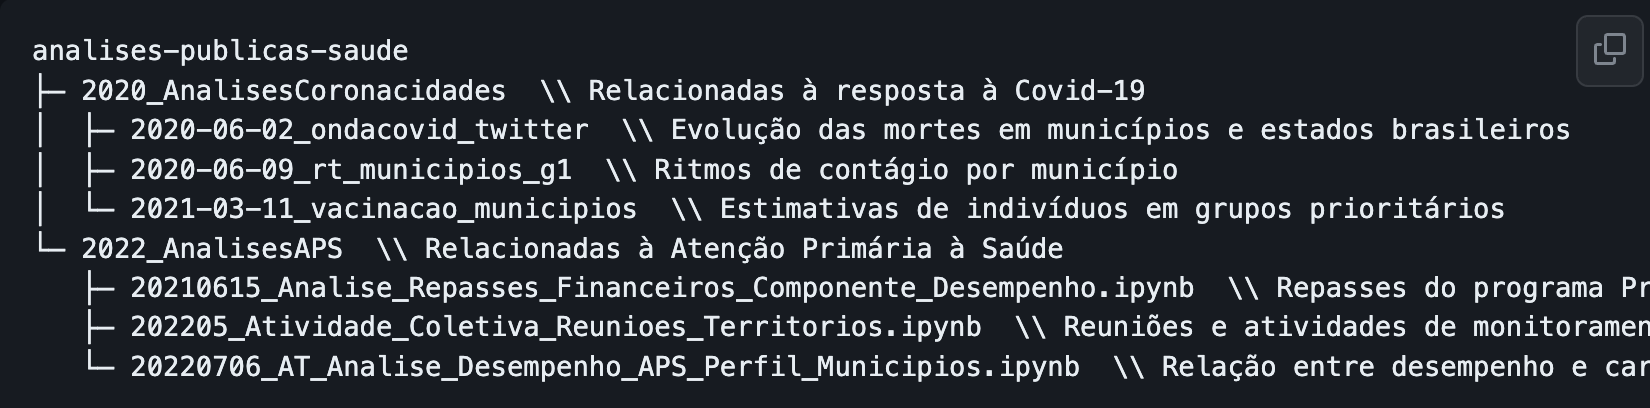 analises-publicas-saude
├─ 2020_AnalisesCoronacidades  \\ Relacionadas à resposta à Covid-19
│  ├─ 2020-06-02_ondacovid_twitter  \\ Evolução das mortes em municípios e estados brasileiros
│  ├─ 2020-06-09_rt_municipios_g1  \\ Ritmos de contágio por município
│  └─ 2021-03-11_vacinacao_municipios  \\ Estimativas de indivíduos em grupos prioritários
└─ 2022_AnalisesAPS  \\ Relacionadas à Atenção Primária à Saúde
   ├─ 20210615_Analise_Repasses_Financeiros_Componente_Desempenho.ipynb  \\ Repasses do programa Pr
   ├─ 202205_Atividade_Coletiva_Reunioes_Territorios.ipynb  \\ Reuniões e atividades de monitoramen
   └─ 20220706_AT_Analise_Desempenho_APS_Perfil_Municipios.ipynb  \\ Relação entre desempenho e car